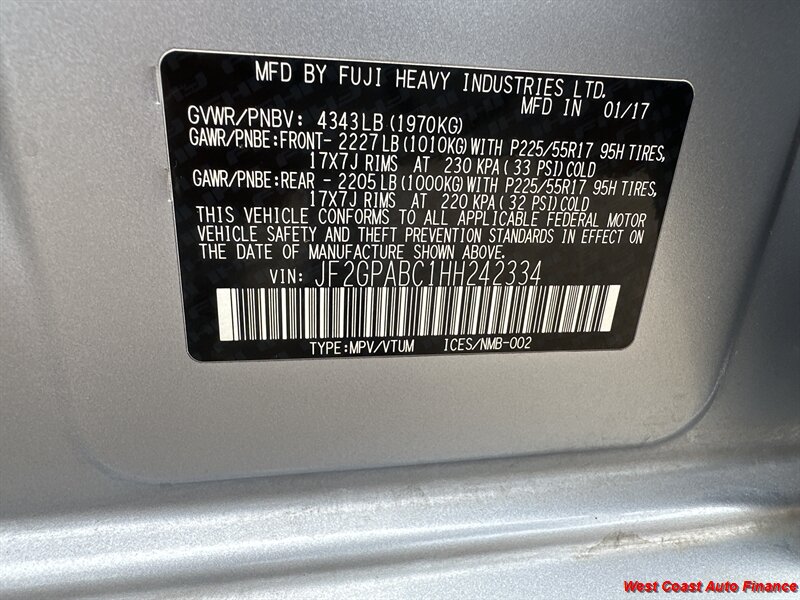 MFD BY FUJI HEAVY INDUSTRIES LTD.
MFD IN 01/17
GVWR/PNBV: 4343LB (1970KG)
GAWR/PNBE:FRONT- 2227LB (1010KG) WITH P225/55R17 95H TIRES,
17X7J RIMS AT 230 KPA ( 33 PSI) COLD
GAWR/PNBE:REAR - 2205LB (1000KG) WITH P225/55R17 95H TIRES,
17X7J RIMS AT 220 KPA ( 32 PSI) COLD
THIS VEHICLE CONFORMS TO ALL APPLICABLE FEDERAL MOTOR
VEHICLE SAFETY AND THEFT PREVENTION STANDARDS IN EFFECT ON
THE DATE OF MANUFACTURE SHOWN ABOVE.
VIN: JF2GPABC1HH242334
TYPE:MPV/VTUM ICES/NMB-002
West Coast Auto Finance